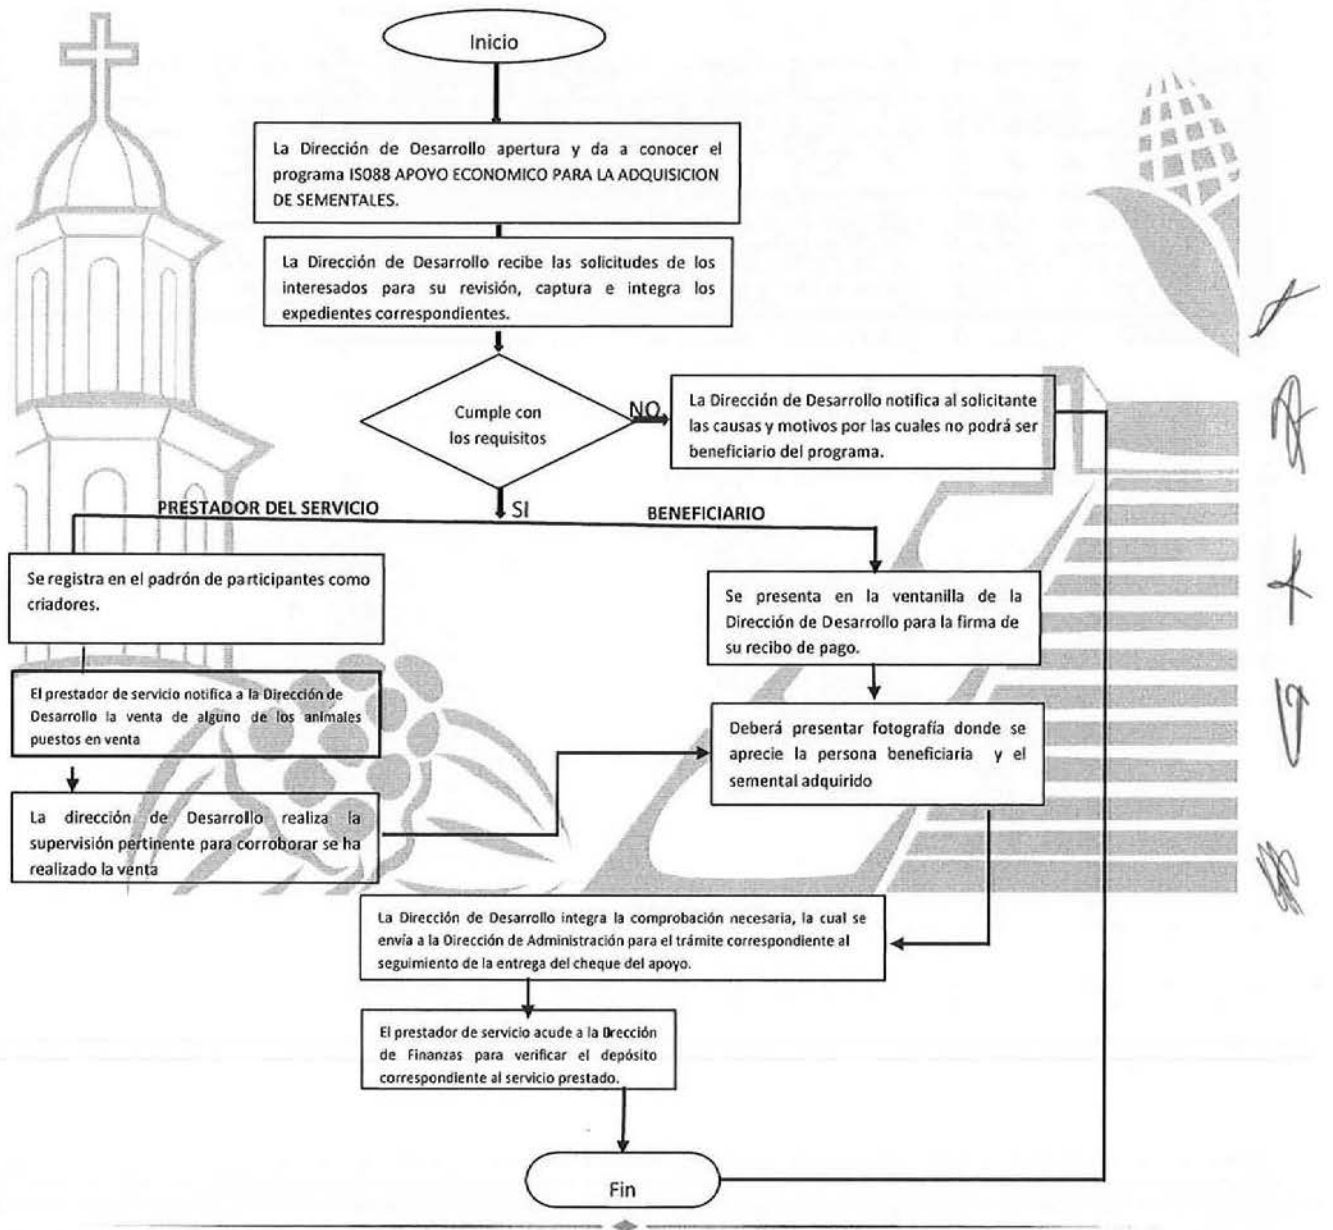 Inicio
La Dirección de Desarrollo apertura y da a conocer el
programa IS088 APOYO ECONOMICO PARA LA ADQUISICION
DE SEMENTALES.
La Dirección de Desarrollo recibe las solicitudes de los
interesados para su revisión, captura e integra los
expedientes correspondientes.
Cumple con
los requisitos
NO
La Dirección de Desarrollo notifica al solicitante
las causas y motivos por las cuales no podrá ser
beneficiario del programa.
SI
PRESTADOR DEL SERVICIO
BENEFICIARIO
Se registra en el padrón de participantes como
criadores.
El prestador de servicio notifica a la Dirección de
Desarrollo la venta de alguno de los animales
puestos en venta
La dirección de Desarrollo realiza la
supervisión pertinente para corroborar se ha
realizado la venta
Se presenta en la ventanilla de la
Dirección de Desarrollo para la firma de
su recibo de pago.
Deberá presentar fotografía donde se
aprecie la persona beneficiaria y el
semental adquirido
La Dirección de Desarrollo integra la comprobación necesaria, la cual se
envía a la Dirección de Administración para el trámite correspondiente al
seguimiento de la entrega del cheque del apoyo.
El prestador de servicio acude a la Dirección
de Finanzas para verificar el depósito
correspondiente al servicio prestado.
Fin